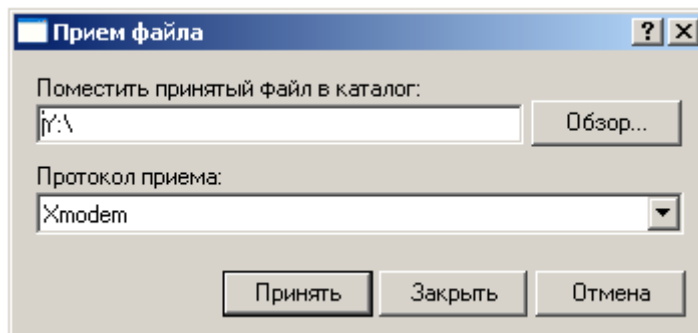 Прием файла
Поместить принятый файл в каталог:
Y:\
Обзор...
Протокол приема:
Xmodem
Принять Закрыть Отмена